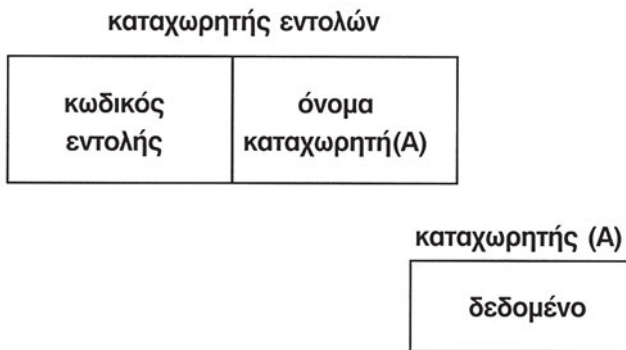 καταχωρητής εντολών
κωδικός
εντολής
όνομα
καταχωρητή(Α)
καταχωρητής (Α)
δεδομένο